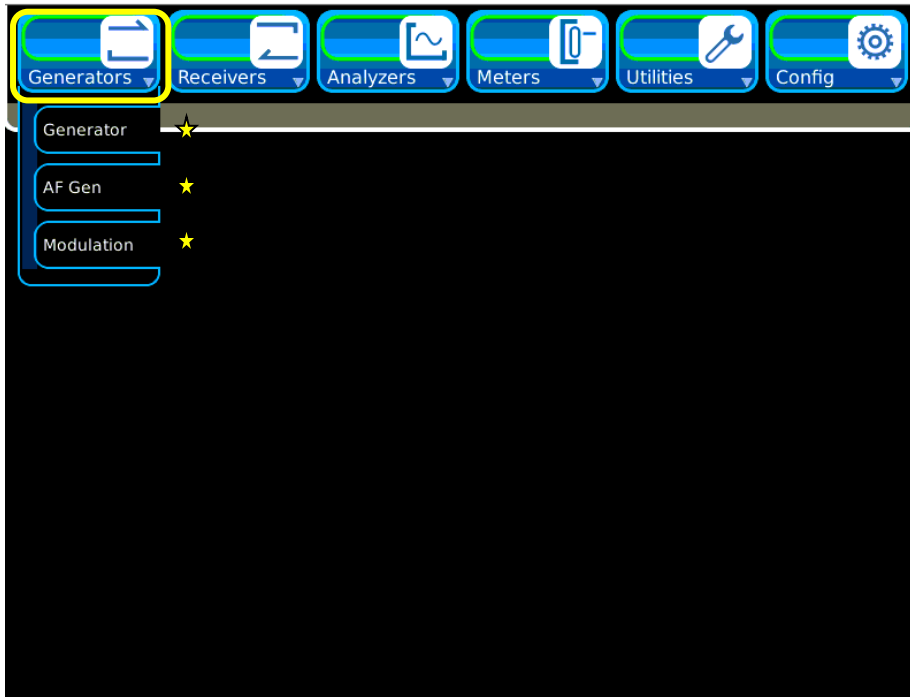 Generators Receivers Analyzers Meters Utilities Config
Generator
AF Gen
Modulation